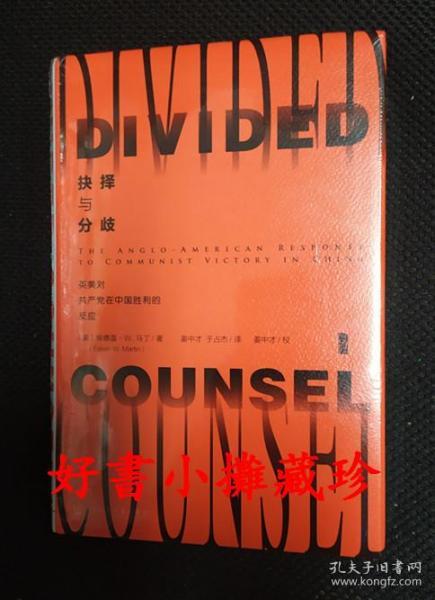 DIVIDED
DIVIDED
抉择
与
分歧
THE ANGLO-AMERICAN RESPONSE
TO COMMUNIST VICTORY IN CHINA
英美对
共产党在中国胜利的
反应
[美] 埃德温·W. 马丁 / 著
(Edwin W. Martin)
姜中才 于占杰 / 译
姜中才 / 校
COUNSEL
COUNSEL
好書小攤藏珍
孔夫子旧书网
www.kongfz.com